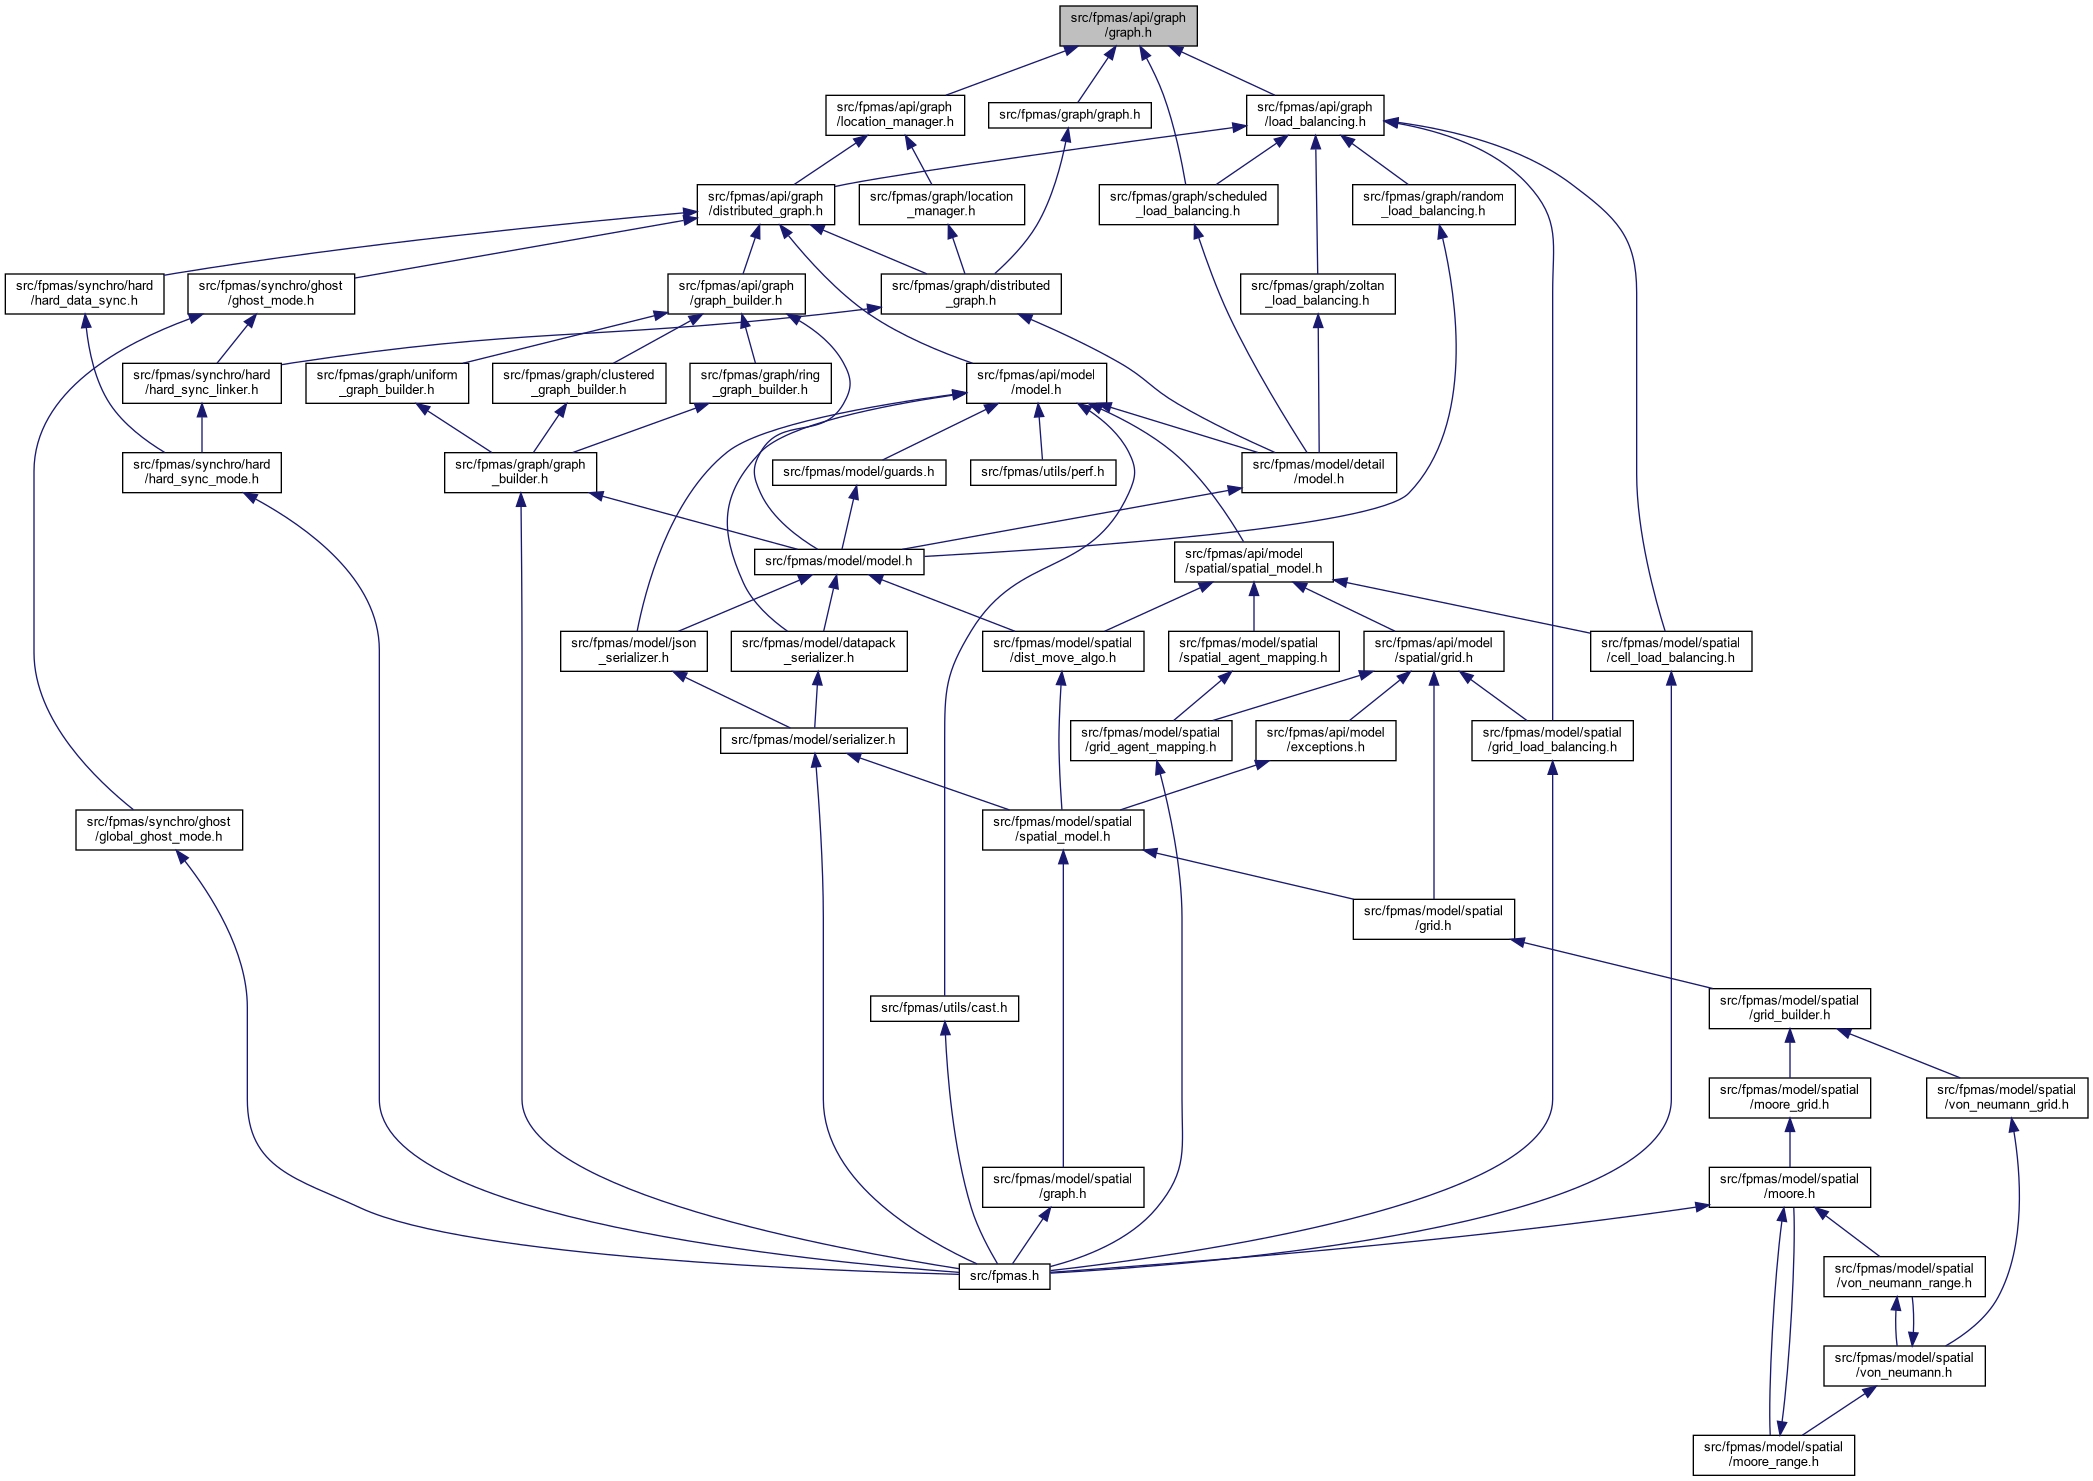 src/fpmas/api/graph
/graph.h
src/fpmas/api/graph
/location_manager.h
src/fpmas/graph/graph.h
src/fpmas/api/graph
/load_balancing.h
src/fpmas/api/graph
/distributed_graph.h
src/fpmas/graph/location
_manager.h
src/fpmas/graph/scheduled
_load_balancing.h
src/fpmas/graph/random
_load_balancing.h
src/fpmas/synchro/hard
/hard_data_sync.h
src/fpmas/synchro/ghost
/ghost_mode.h
src/fpmas/api/graph
/graph_builder.h
src/fpmas/graph/distributed
_graph.h
src/fpmas/graph/zoltan
_load_balancing.h
src/fpmas/synchro/hard
/hard_sync_linker.h
src/fpmas/graph/uniform
_graph_builder.h
src/fpmas/graph/clustered
_graph_builder.h
src/fpmas/graph/ring
_graph_builder.h
src/fpmas/api/model
/model.h
src/fpmas/synchro/hard
/hard_sync_mode.h
src/fpmas/graph/graph
_builder.h
src/fpmas/model/guards.h
src/fpmas/utils/perf.h
src/fpmas/model/detail
/model.h
src/fpmas/model/model.h
src/fpmas/api/model
/spatial/spatial_model.h
src/fpmas/model/json
_serializer.h
src/fpmas/model/datapack
_serializer.h
src/fpmas/model/spatial
/dist_move_algo.h
src/fpmas/model/spatial
/spatial_agent_mapping.h
src/fpmas/api/model
/spatial/grid.h
src/fpmas/model/spatial
/cell_load_balancing.h
src/fpmas/model/serializer.h
src/fpmas/model/spatial
/grid_agent_mapping.h
src/fpmas/api/model
/exceptions.h
src/fpmas/model/spatial
/grid_load_balancing.h
src/fpmas/synchro/ghost
/global_ghost_mode.h
src/fpmas/model/spatial
/spatial_model.h
src/fpmas/model/spatial
/grid.h
src/fpmas/utils/cast.h
src/fpmas/model/spatial
/grid_builder.h
src/fpmas/model/spatial
/moore_grid.h
src/fpmas/model/spatial
/von_neumann_grid.h
src/fpmas/model/spatial
/graph.h
src/fpmas/model/spatial
/moore.h
src/fpmas.h
src/fpmas/model/spatial
/von_neumann_range.h
src/fpmas/model/spatial
/von_neumann.h
src/fpmas/model/spatial
/moore_range.h